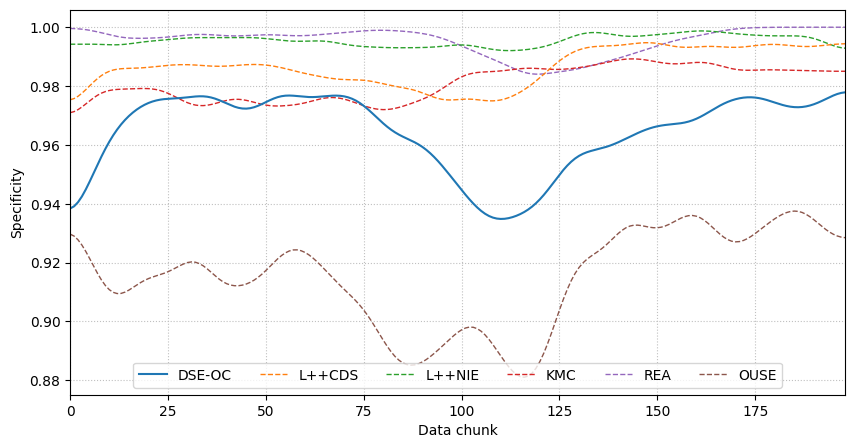 1.00
0.98
0.96
0.94
0.92
0.90
0.88
Specificity
DSE-OC L++CDS L++NIE KMC REA OUSE
0 25 50 75 100 125 150 175
Data chunk